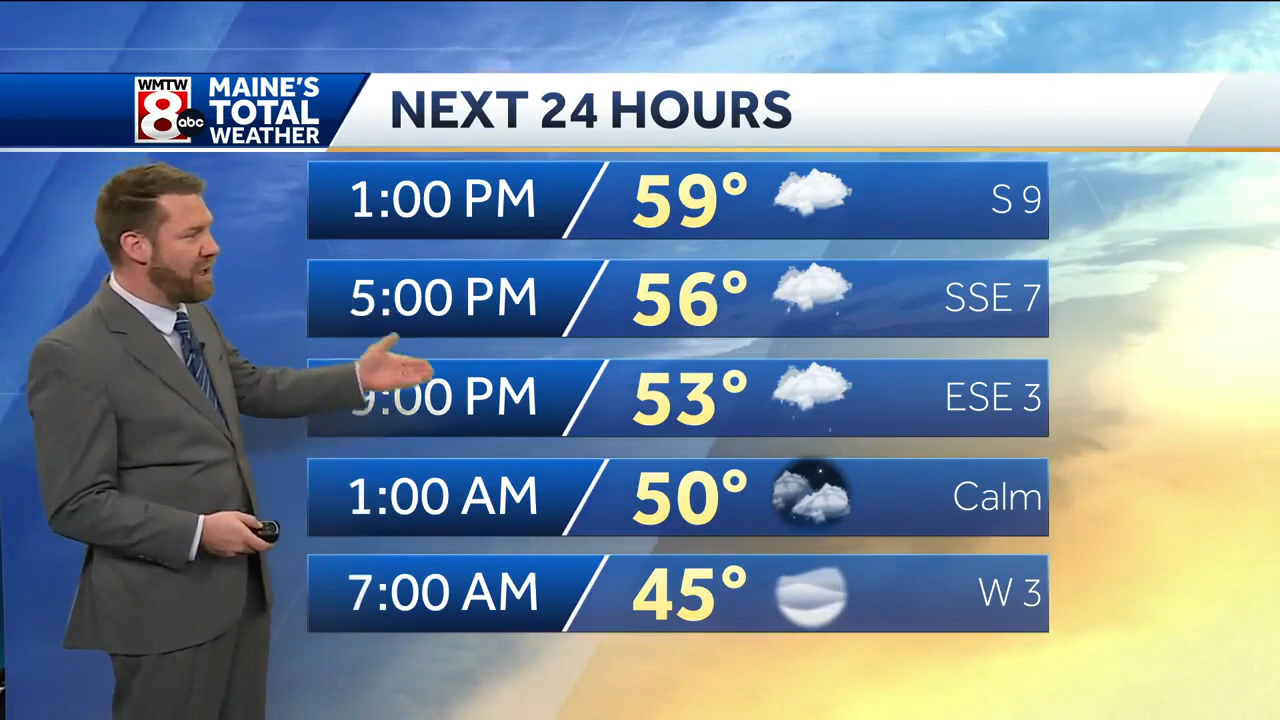 WMTW
8
abc
MAINE'S
TOTAL
WEATHER
NEXT 24 HOURS
1:00 PM 59° S 9
5:00 PM 56° SSE 7
9:00 PM 53° ESE 3
1:00 AM 50° Calm
7:00 AM 45° W 3